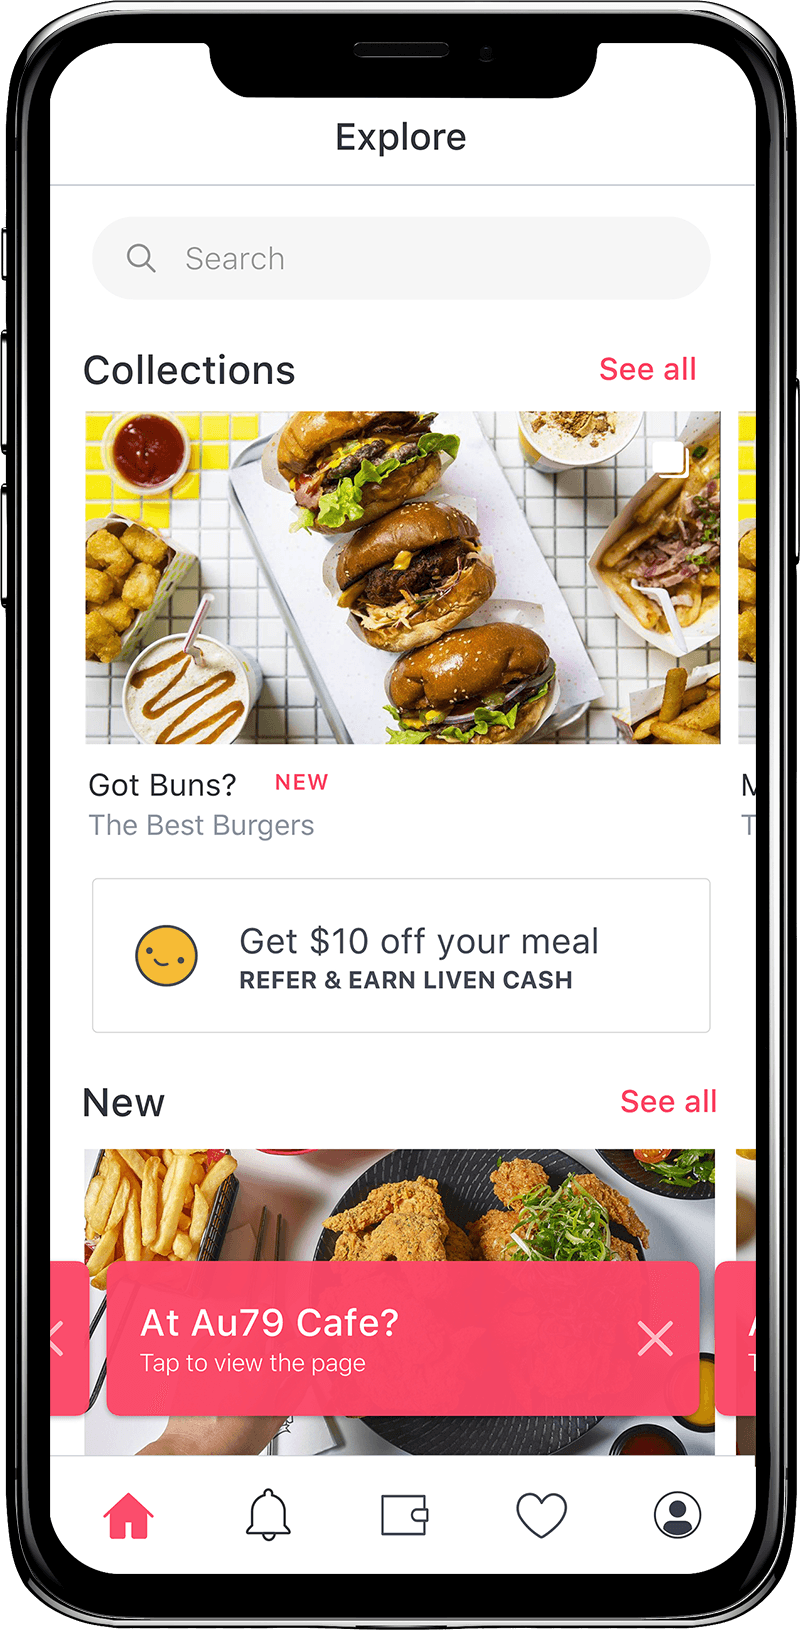 Explore
Search
Collections
See all
Got Buns?
NEW
The Best Burgers
Get $10 off your meal
REFER & EARN LIVEN CASH
New
See all
At Au79 Cafe?
Tap to view the page